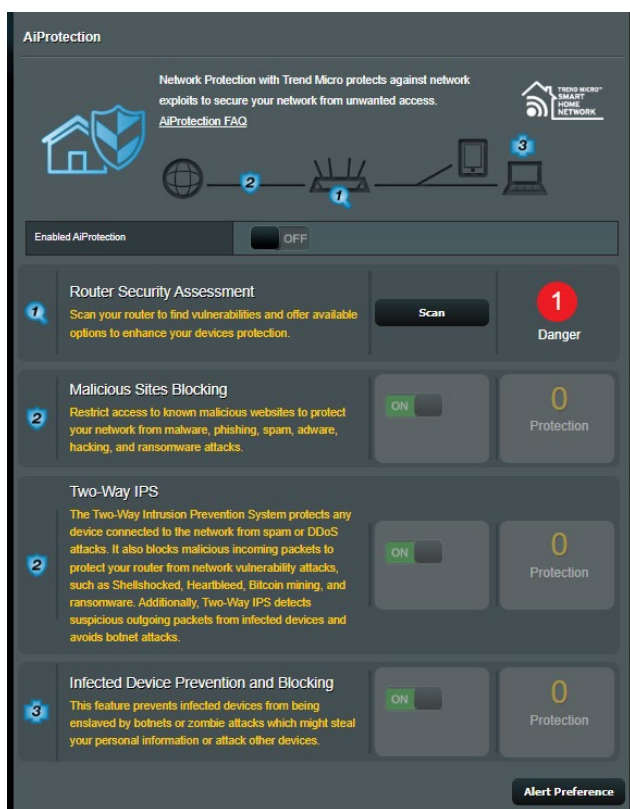 AiProtection
Network Protection with Trend Micro protects against network
exploits to secure your network from unwanted access.
AiProtection FAQ
TREND MICRO™
SMART
HOME
NETWORK
3
2
1
Enabled AiProtection
OFF
1
Router Security Assessment
Scan your router to find vulnerabilities and offer available
options to enhance your devices protection.
Scan
1
Danger
2
Malicious Sites Blocking
Restrict access to known malicious websites to protect
your network from malware, phishing, spam, adware,
hacking, and ransomware attacks.
ON
0
Protection
2
Two-Way IPS
The Two-Way Intrusion Prevention System protects any
device connected to the network from spam or DDoS
attacks. It also blocks malicious incoming packets to
protect your router from network vulnerability attacks,
such as Shellshocked, Heartbleed, Bitcoin mining, and
ransomware. Additionally, Two-Way IPS detects
suspicious outgoing packets from infected devices and
avoids botnet attacks.
ON
0
Protection
3
Infected Device Prevention and Blocking
This feature prevents infected devices from being
enslaved by botnets or zombie attacks which might steal
your personal information or attack other devices.
ON
0
Protection
Alert Preference